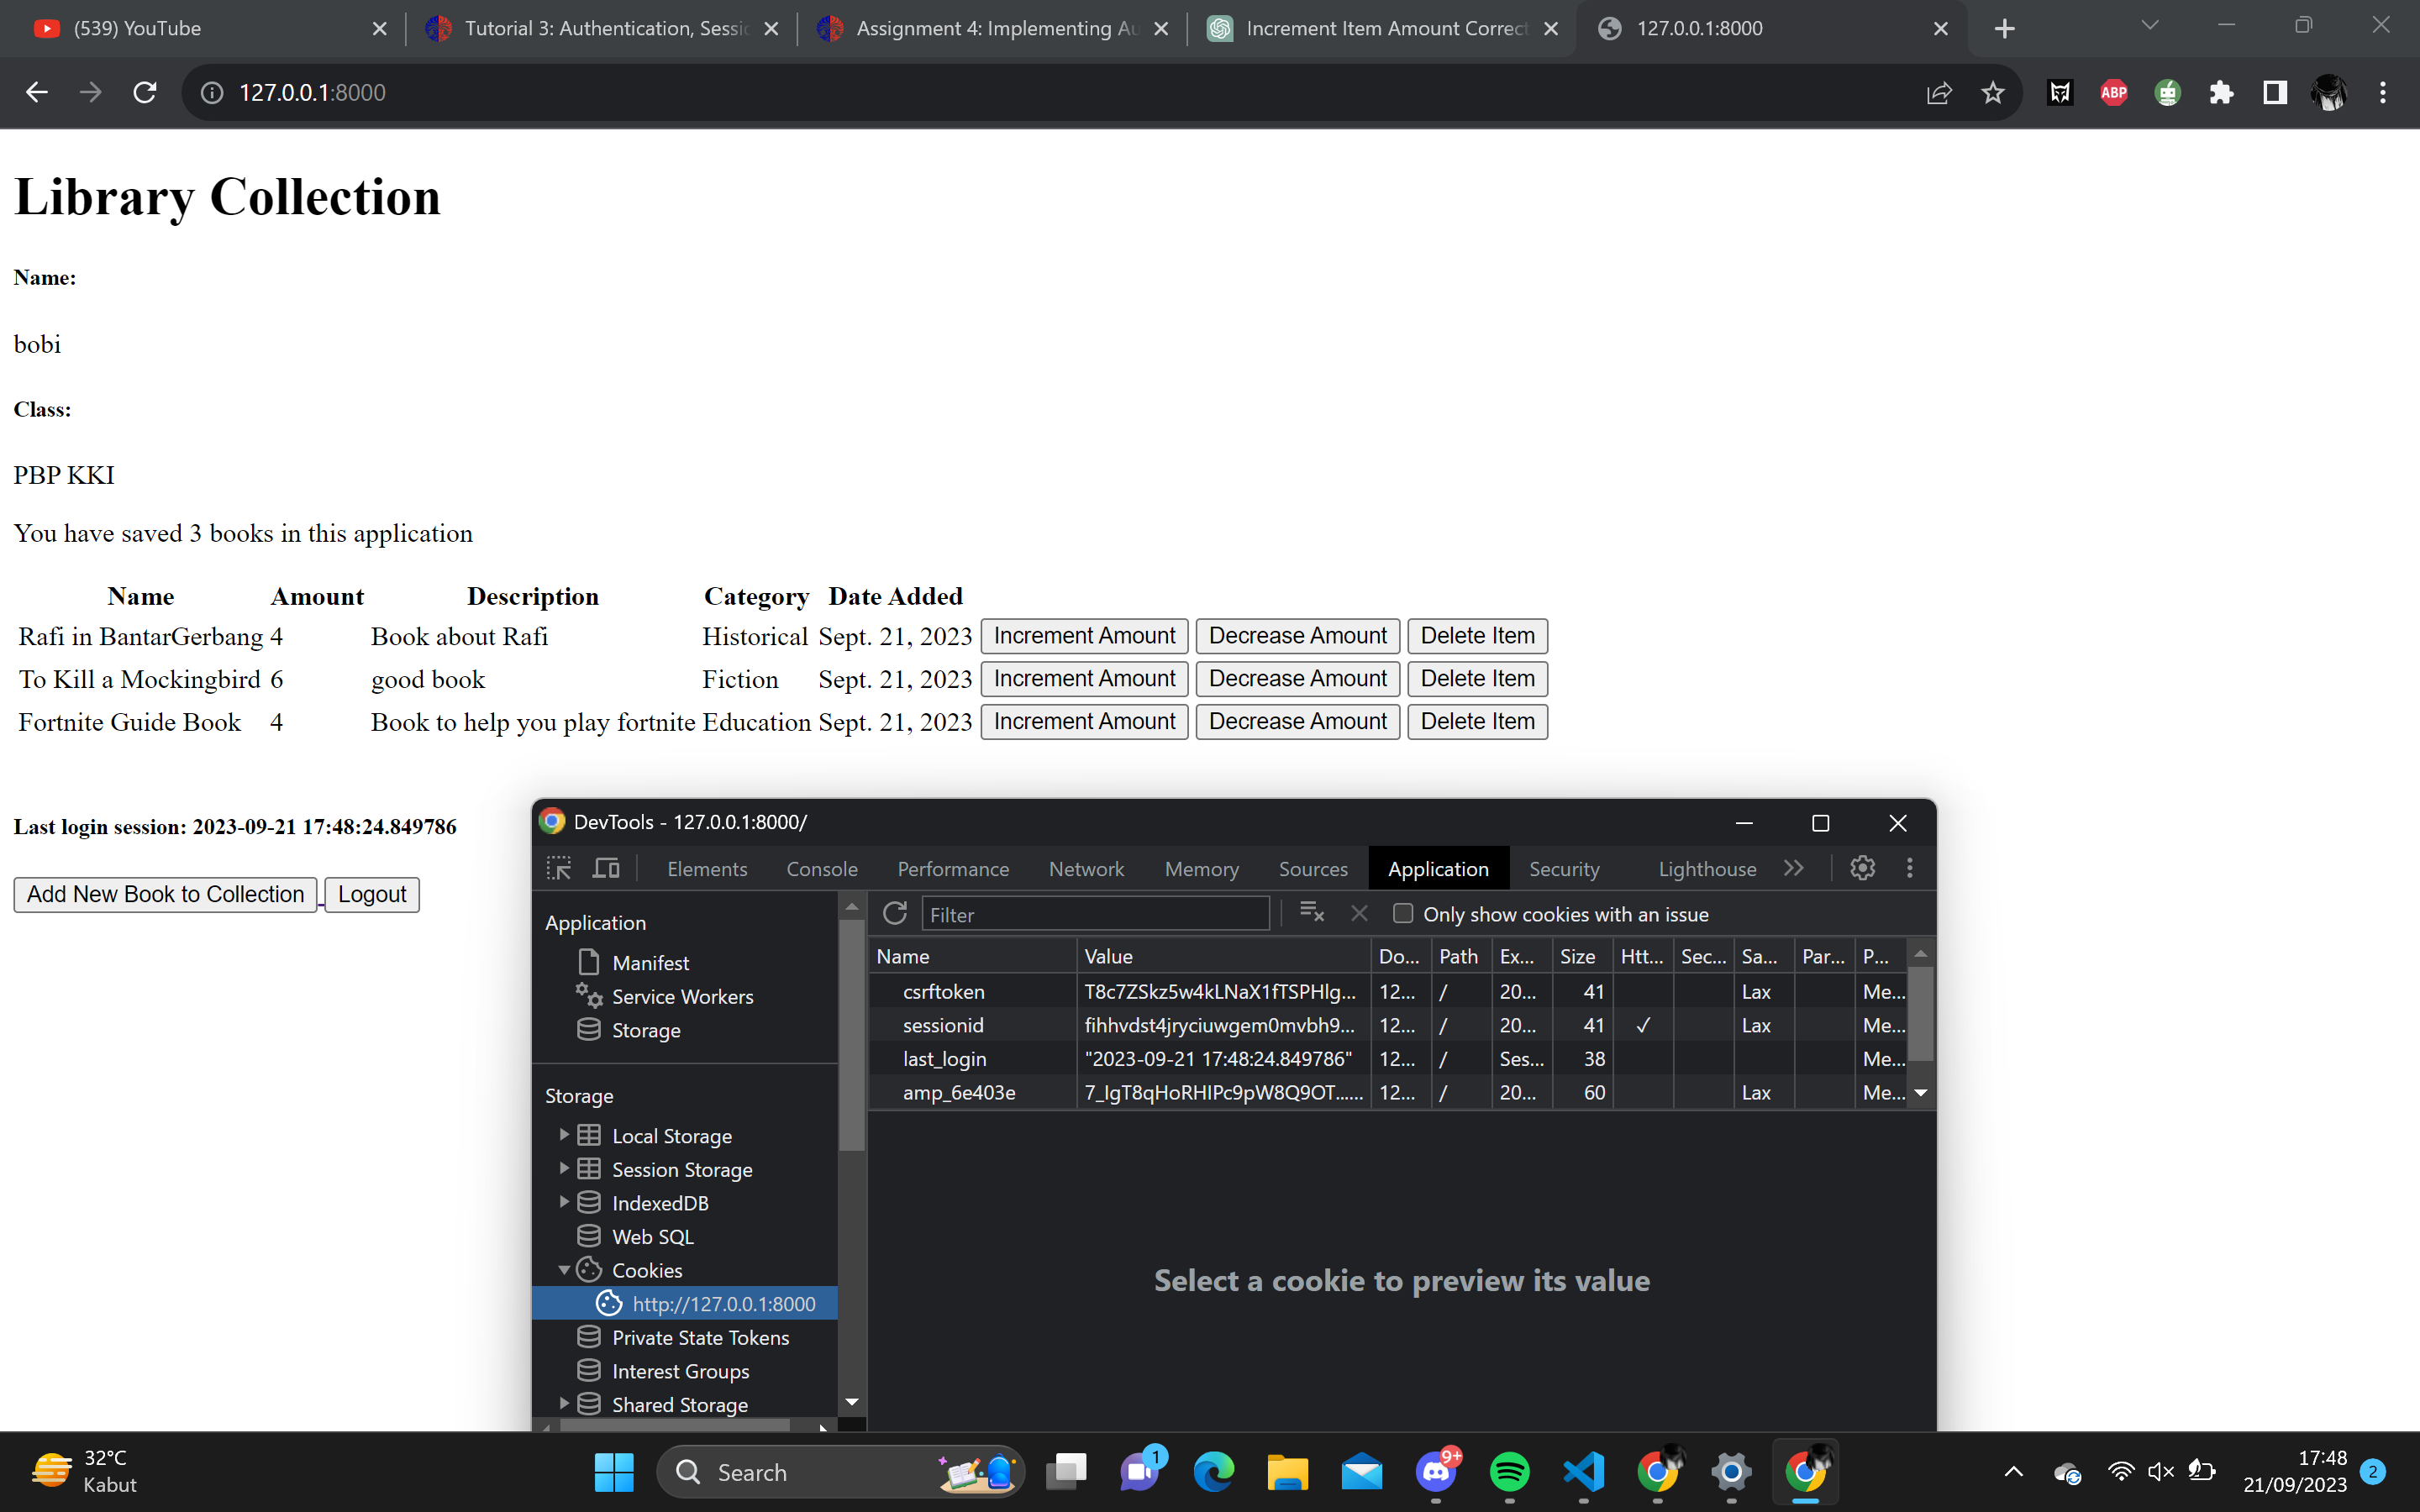 (539) YouTube
Tutorial 3: Authentication, Sessic
Assignment 4: Implementing Au
Increment Item Amount Correct
127.0.0.1:8000
127.0.0.1:8000
ABP
Library Collection
Name:
bobi
Class:
PBP KKI
You have saved 3 books in this application
Name Amount Description Category Date Added
Rafi in BantarGerbang 4 Book about Rafi Historical Sept. 21, 2023 Increment Amount Decrease Amount Delete Item
To Kill a Mockingbird 6 good book Fiction Sept. 21, 2023 Increment Amount Decrease Amount Delete Item
Fortnite Guide Book 4 Book to help you play fortnite Education Sept. 21, 2023 Increment Amount Decrease Amount Delete Item
Last login session: 2023-09-21 17:48:24.849786
Add New Book to Collection Logout
DevTools - 127.0.0.1:8000/
Elements Console Performance Network Memory Sources Application Security Lighthouse
Application
Manifest
Service Workers
Storage
Storage
Local Storage
Session Storage
IndexedDB
Web SQL
Cookies
http://127.0.0.1:8000
Private State Tokens
Interest Groups
Shared Storage
Filter
Only show cookies with an issue
Name Value Do... Path Ex... Size Htt... Sec... Sa... Par... P...
csrftoken T8c7ZSkz5w4kLNaX1fTSPHlg... 12... / 20... 41 Lax Me...
sessionid fihhvdst4jryciuwgem0mvbh9... 12... / 20... 41 ✓ Lax Me...
last_login "2023-09-21 17:48:24.849786" 12... / Ses... 38 Me...
amp_6e403e 7_lgT8qHoRHIPc9pW8Q9OT...... 12... / 20... 60 Lax Me...
Select a cookie to preview its value
32°C
Kabut
Search
1
9+
17:48
21/09/2023
2